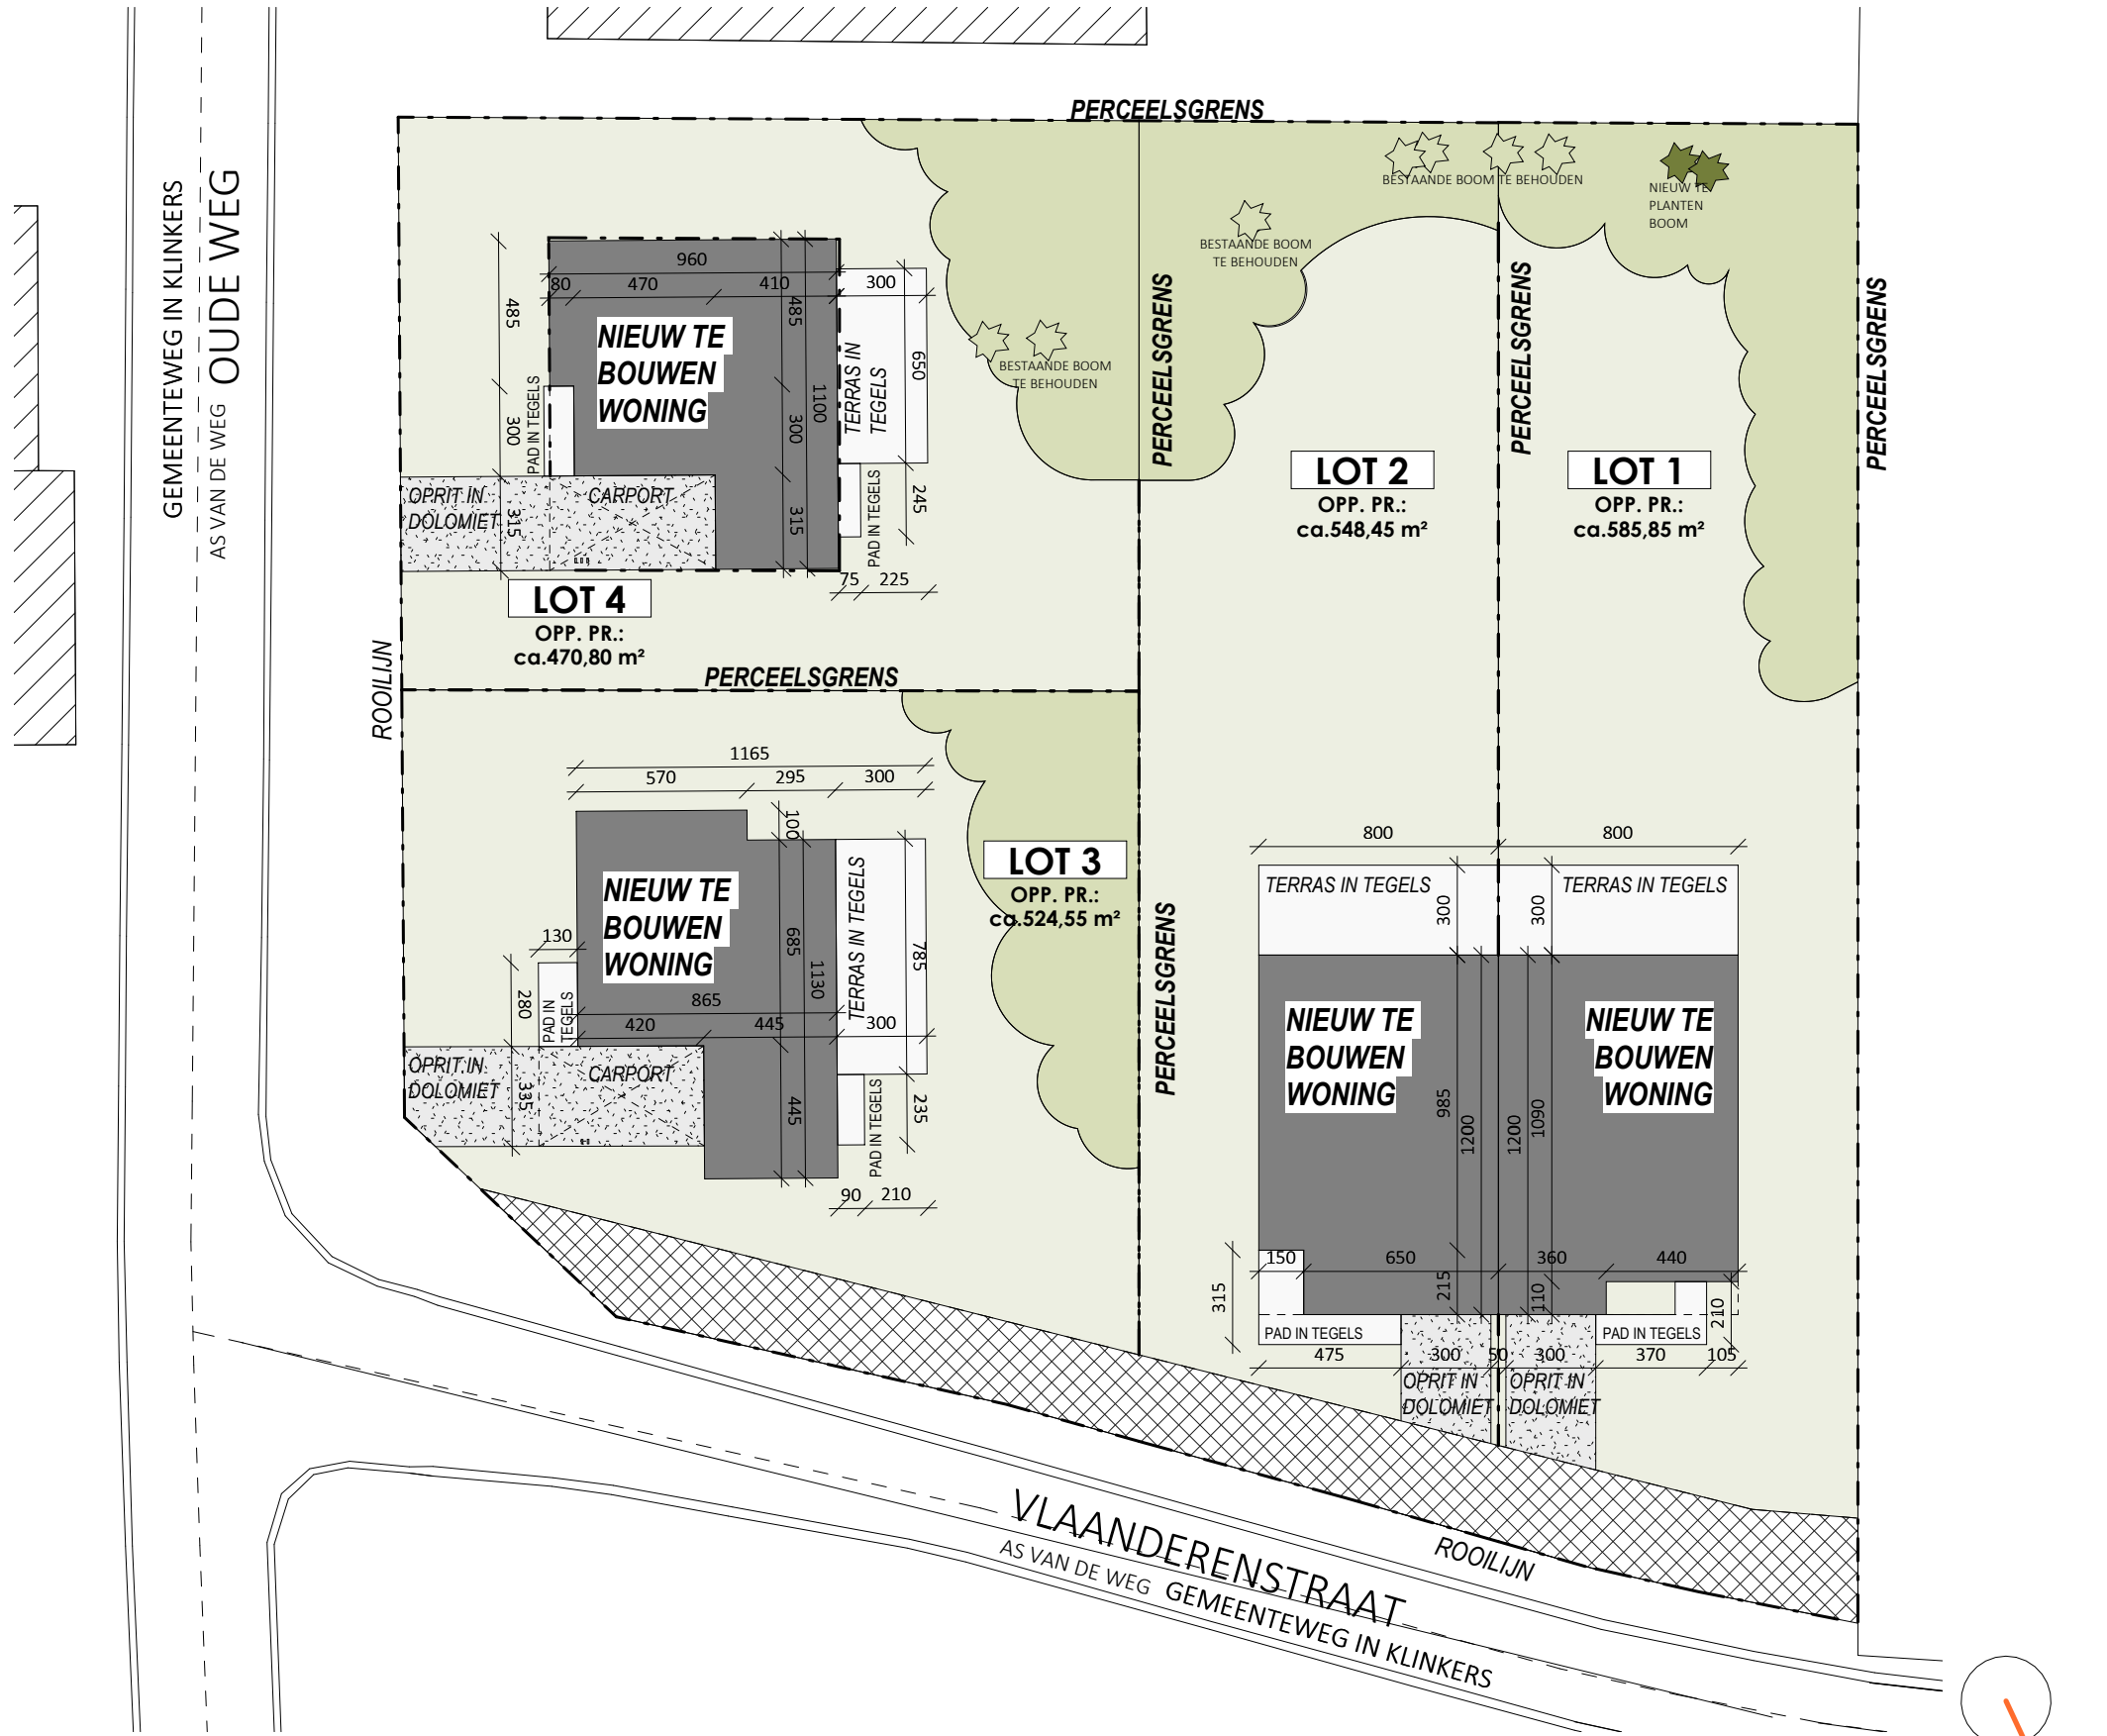 PERCEELSGRENS
GEMEENTEWEG IN KLINKERS
AS VAN DE WEG OUDE WEG
BESTAANDE BOOM TE BEHOUDEN
NIEUW TE
PLANTEN
BOOM
BESTAANDE BOOM
TE BEHOUDEN
BESTAANDE BOOM
TE BEHOUDEN
960
80
470
410
300
485
485
NIEUW TE
BOUWEN
WONING
300
300
1100
315
315
650
245
TERRAS IN
TEGELS
PAD IN TEGELS
PAD IN TEGELS
OPRIT IN
DOLOMIET
CARPORT
75
225
LOT 4
OPP. PR.:
ca.470,80 m²
PERCEELSGRENS
PERCEELSGRENS
PERCEELSGRENS
LOT 2
OPP. PR.:
ca.548,45 m²
LOT 1
OPP. PR.:
ca.585,85 m²
ROOILIJN
PERCEELSGRENS
1165
570
295
300
100
NIEUW TE
BOUWEN
WONING
685
1130
TERRAS IN TEGELS
785
LOT 3
OPP. PR.:
ca.524,55 m²
130
280
PAD IN
TEGELS
865
420
445
300
OPRIT IN
DOLOMIET
335
CARPORT
445
PAD IN TEGELS
235
90
210
PERCEELSGRENS
800
800
TERRAS IN TEGELS
300
300
TERRAS IN TEGELS
NIEUW TE
BOUWEN
WONING
NIEUW TE
BOUWEN
WONING
985
1200
1200
1090
150
650
360
440
315
215
110
210
PAD IN TEGELS
PAD IN TEGELS
475
300
50
300
370
105
OPRIT IN
DOLOMIET
OPRIT IN
DOLOMIET
ROOILIJN
VLAANDERENSTRAAT
AS VAN DE WEG GEMEENTEWEG IN KLINKERS